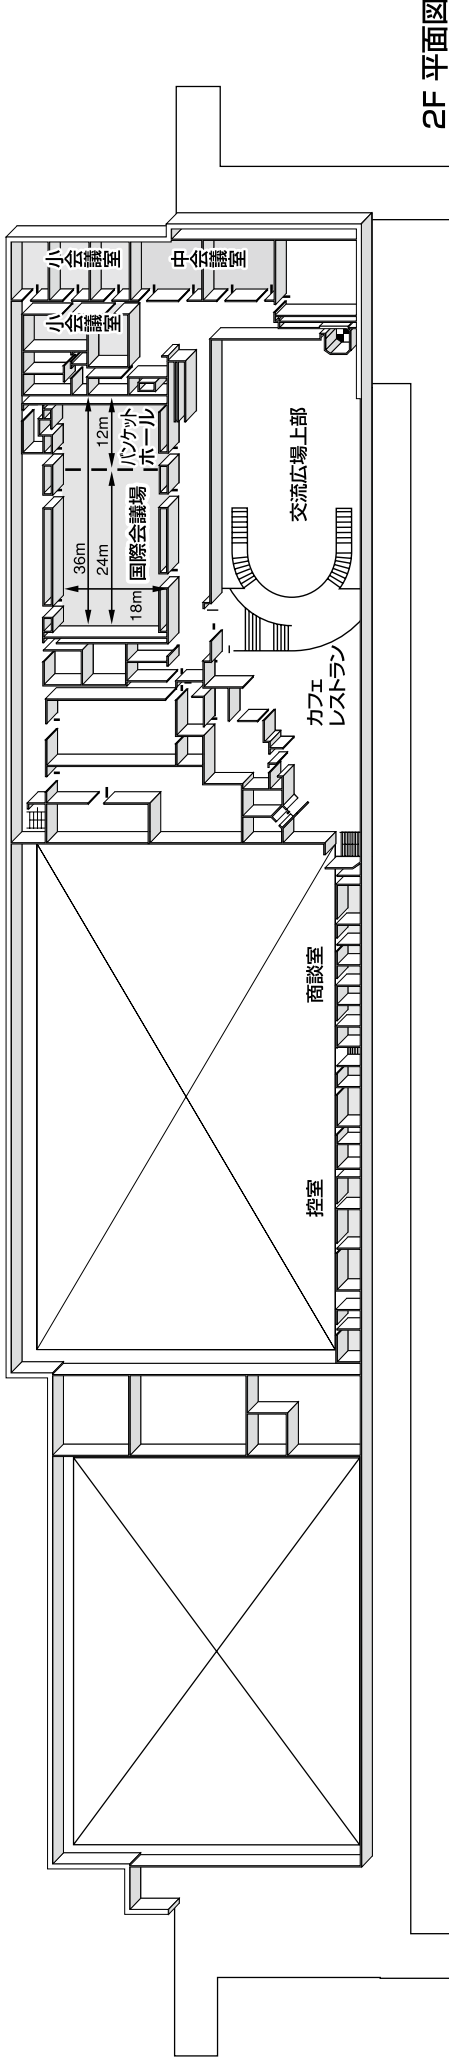 2F 平面図
小会議室
中会議室
小会議室
12m
バンケット
ホール
36m
24m
国際会議場
18m
交流広場上部
カフェ
レストラン
商談室
控室